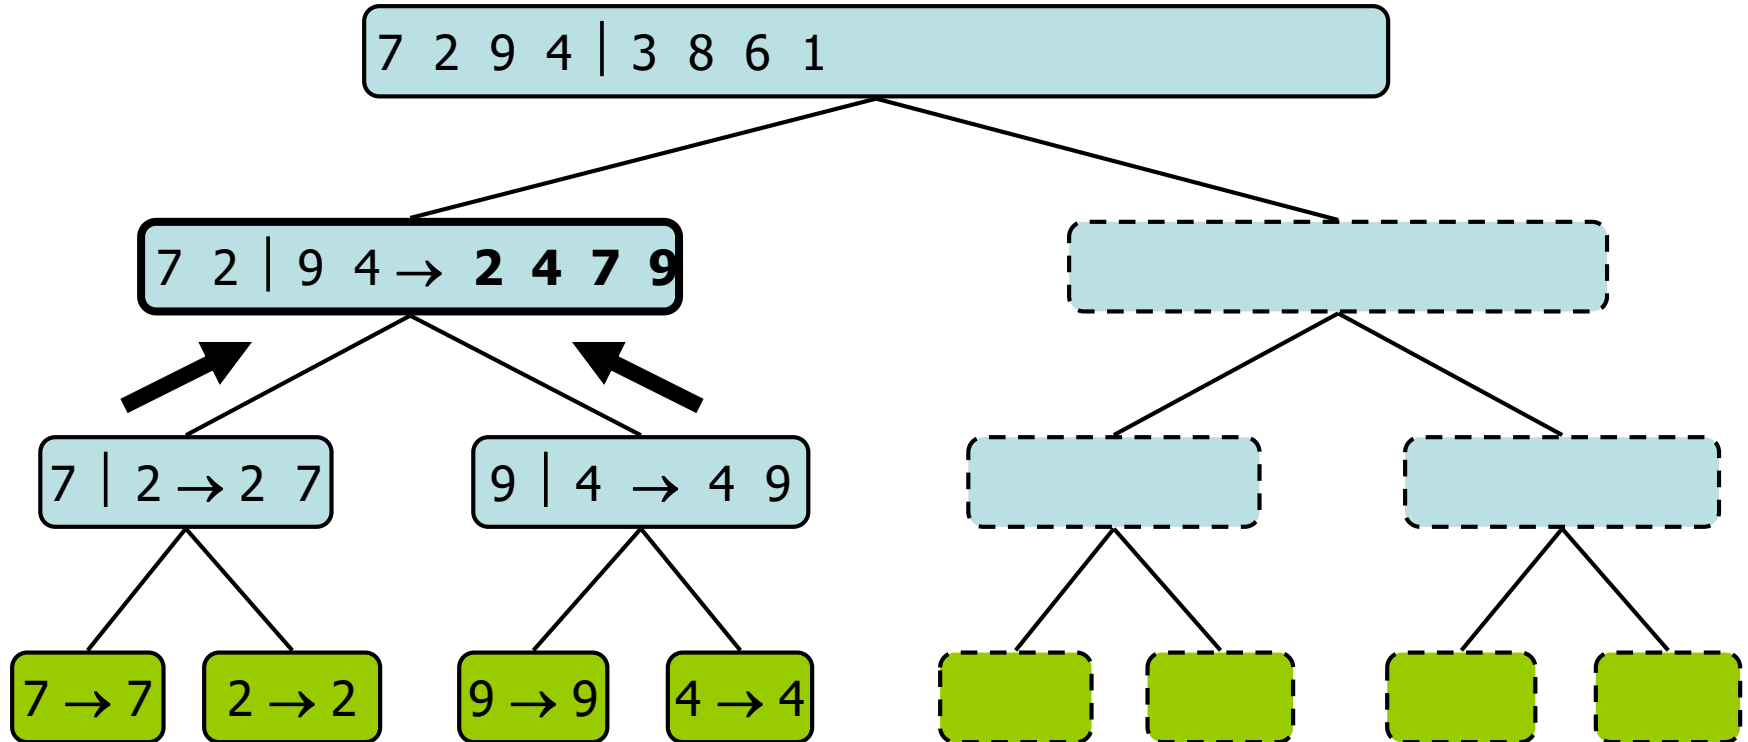 7 2 9 4 | 3 8 6 1
7 2 | 9 4 → 2 4 7 9
7 | 2 → 2 7
9 | 4 → 4 9
7 → 7
2 → 2
9 → 9
4 → 4